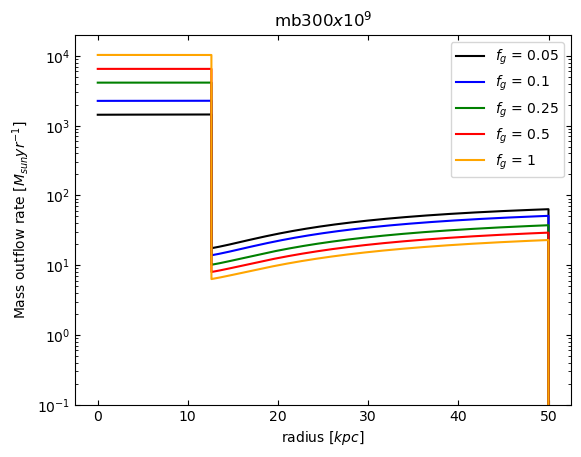 mb300x10^9
Mass outflow rate [M_sun yr^−1]
10^4
10^3
10^2
10^1
10^0
10^−1
f_g = 0.05
f_g = 0.1
f_g = 0.25
f_g = 0.5
f_g = 1
0 10 20 30 40 50
radius [kpc]